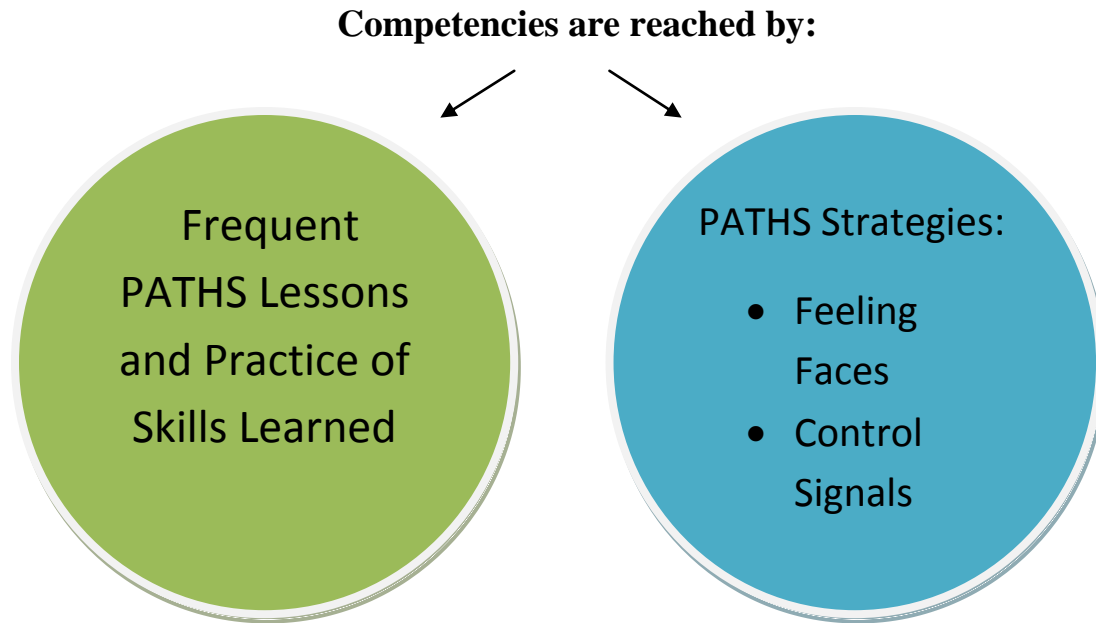 Competencies are reached by:
Frequent
PATHS Lessons
and Practice of
Skills Learned
PATHS Strategies:
• Feeling
Faces
• Control
Signals